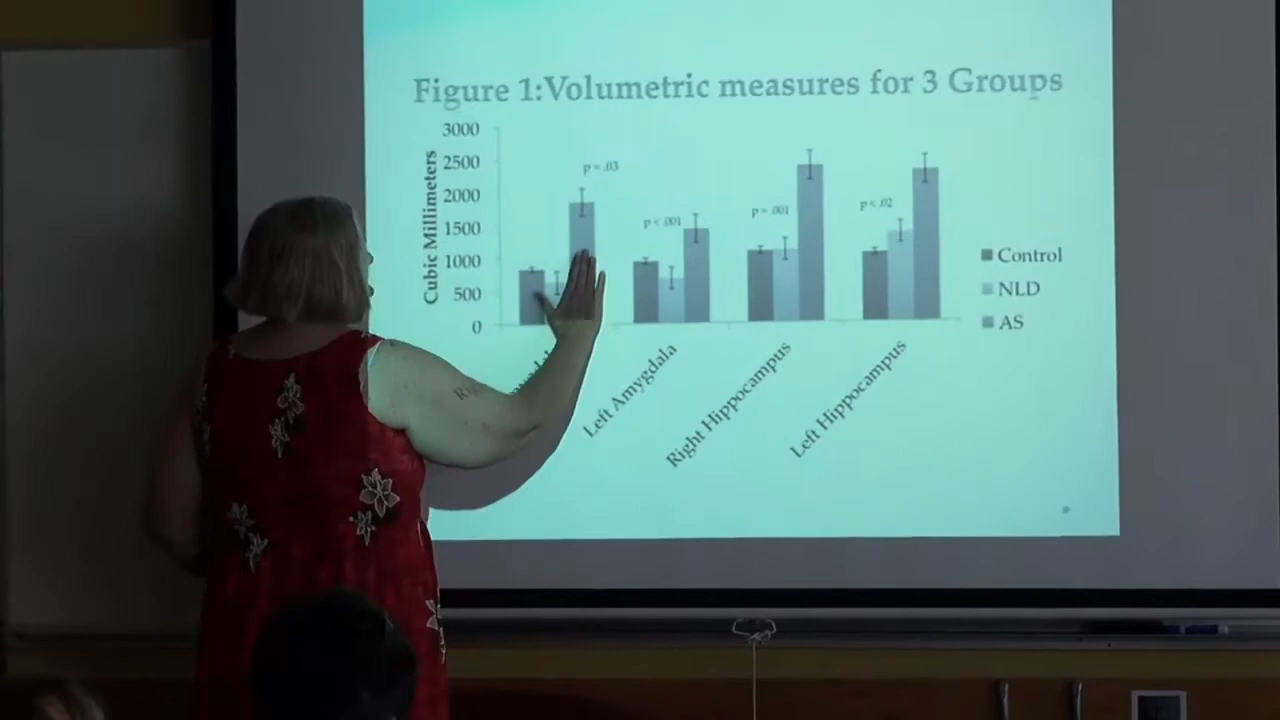 Figure 1:Volumetric measures for 3 Groups
Cubic Millimeters
3000
2500
2000
1500
1000
500
0
p = .03
p < .001
p = .001
p < .02
Left Amygdala
Right Hippocampus
Left Hippocampus
Control
NLD
AS